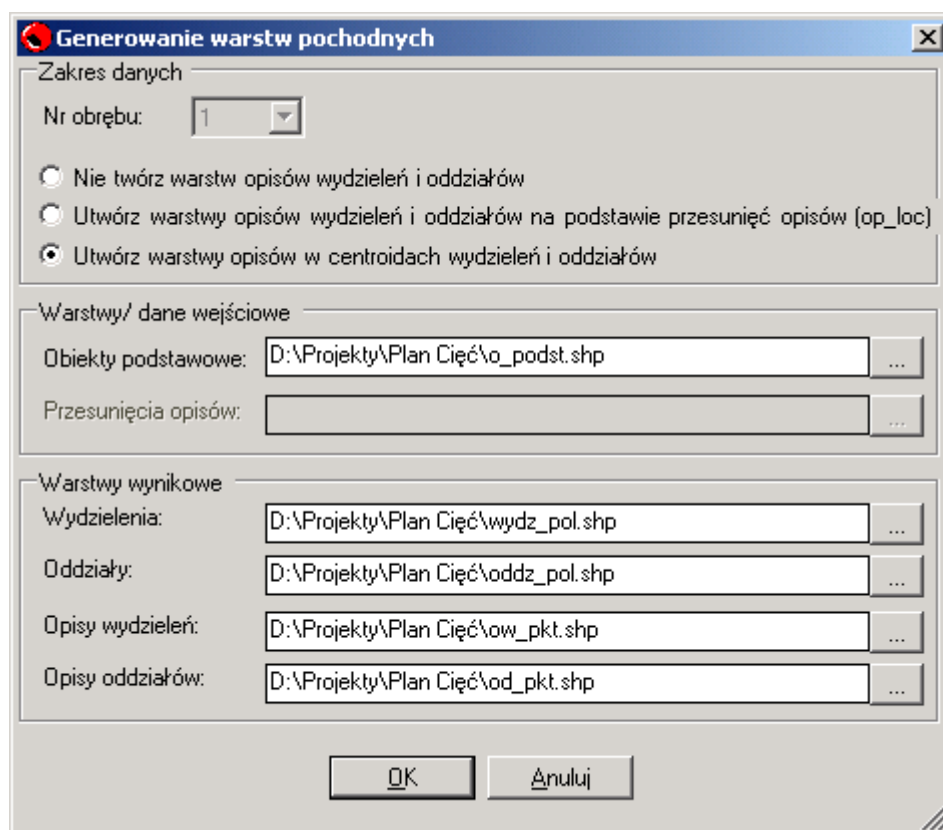 Generowanie warstw pochodnych
Zakres danych
Nr obrębu: 1
Nie twórz warstw opisów wydzieleń i oddziałów
Utwórz warstwy opisów wydzieleń i oddziałów na podstawie przesunięć opisów (op_loc)
Utwórz warstwy opisów w centroidach wydzieleń i oddziałów
Warstwy/ dane wejściowe
Obiekty podstawowe: D:\Projekty\Plan Cięć\o_podst.shp ...
Przesunięcia opisów: ...
Warstwy wynikowe
Wydzielenia: D:\Projekty\Plan Cięć\wydz_pol.shp ...
Oddziały: D:\Projekty\Plan Cięć\oddz_pol.shp ...
Opisy wydzieleń: D:\Projekty\Plan Cięć\ow_pkt.shp ...
Opisy oddziałów: D:\Projekty\Plan Cięć\od_pkt.shp ...
OK Anuluj